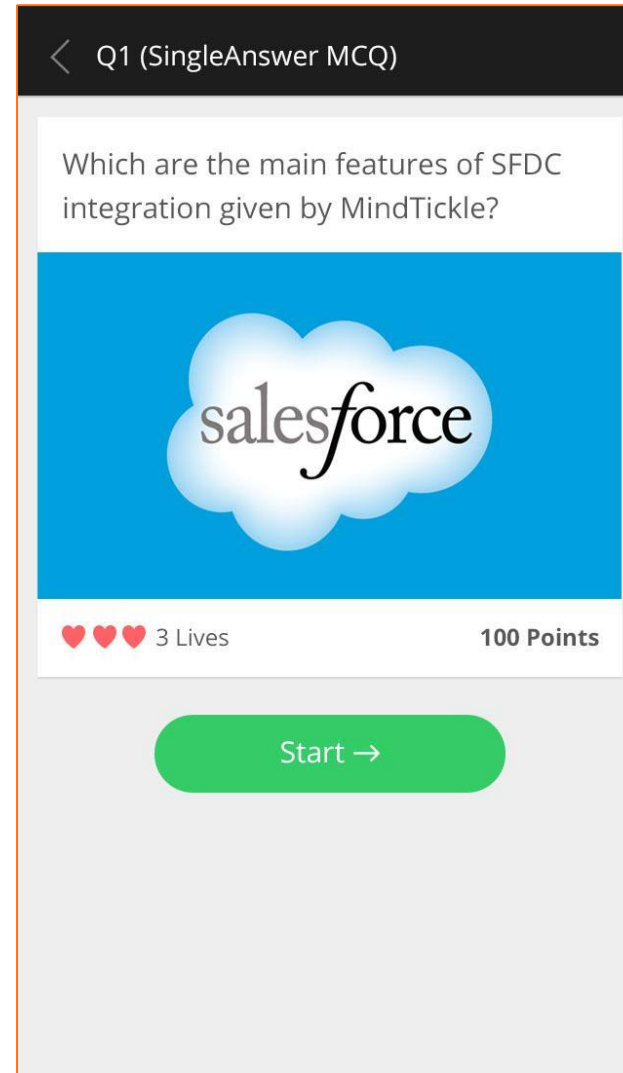 Q1 (SingleAnswer MCQ)
Which are the main features of SFDC
integration given by MindTickle?
salesforce
3 Lives
100 Points
Start →